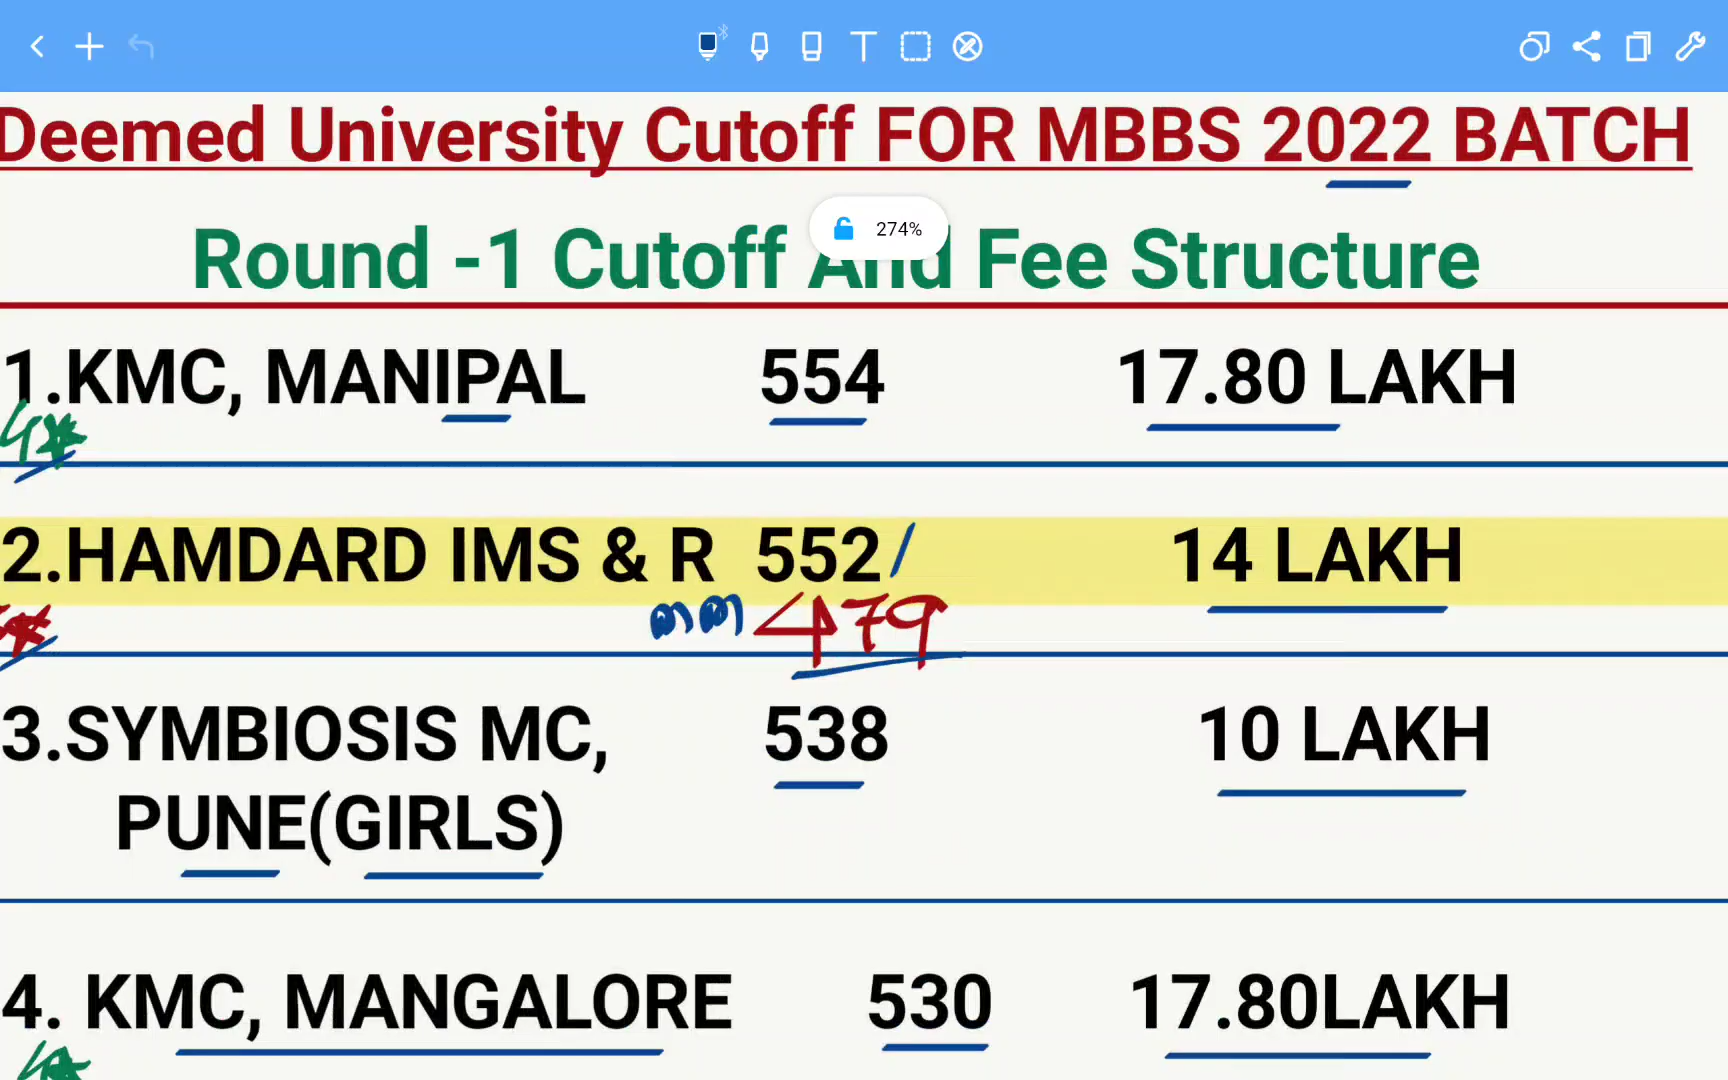 Deemed University Cutoff FOR MBBS 2022 BATCH
274%
Round -1 Cutoff And Fee Structure
1.KMC, MANIPAL 554 17.80 LAKH
2.HAMDARD IMS & R 552/ 14 LAKH
479
3.SYMBIOSIS MC, 538 10 LAKH
PUNE(GIRLS)
4. KMC, MANGALORE 530 17.80LAKH